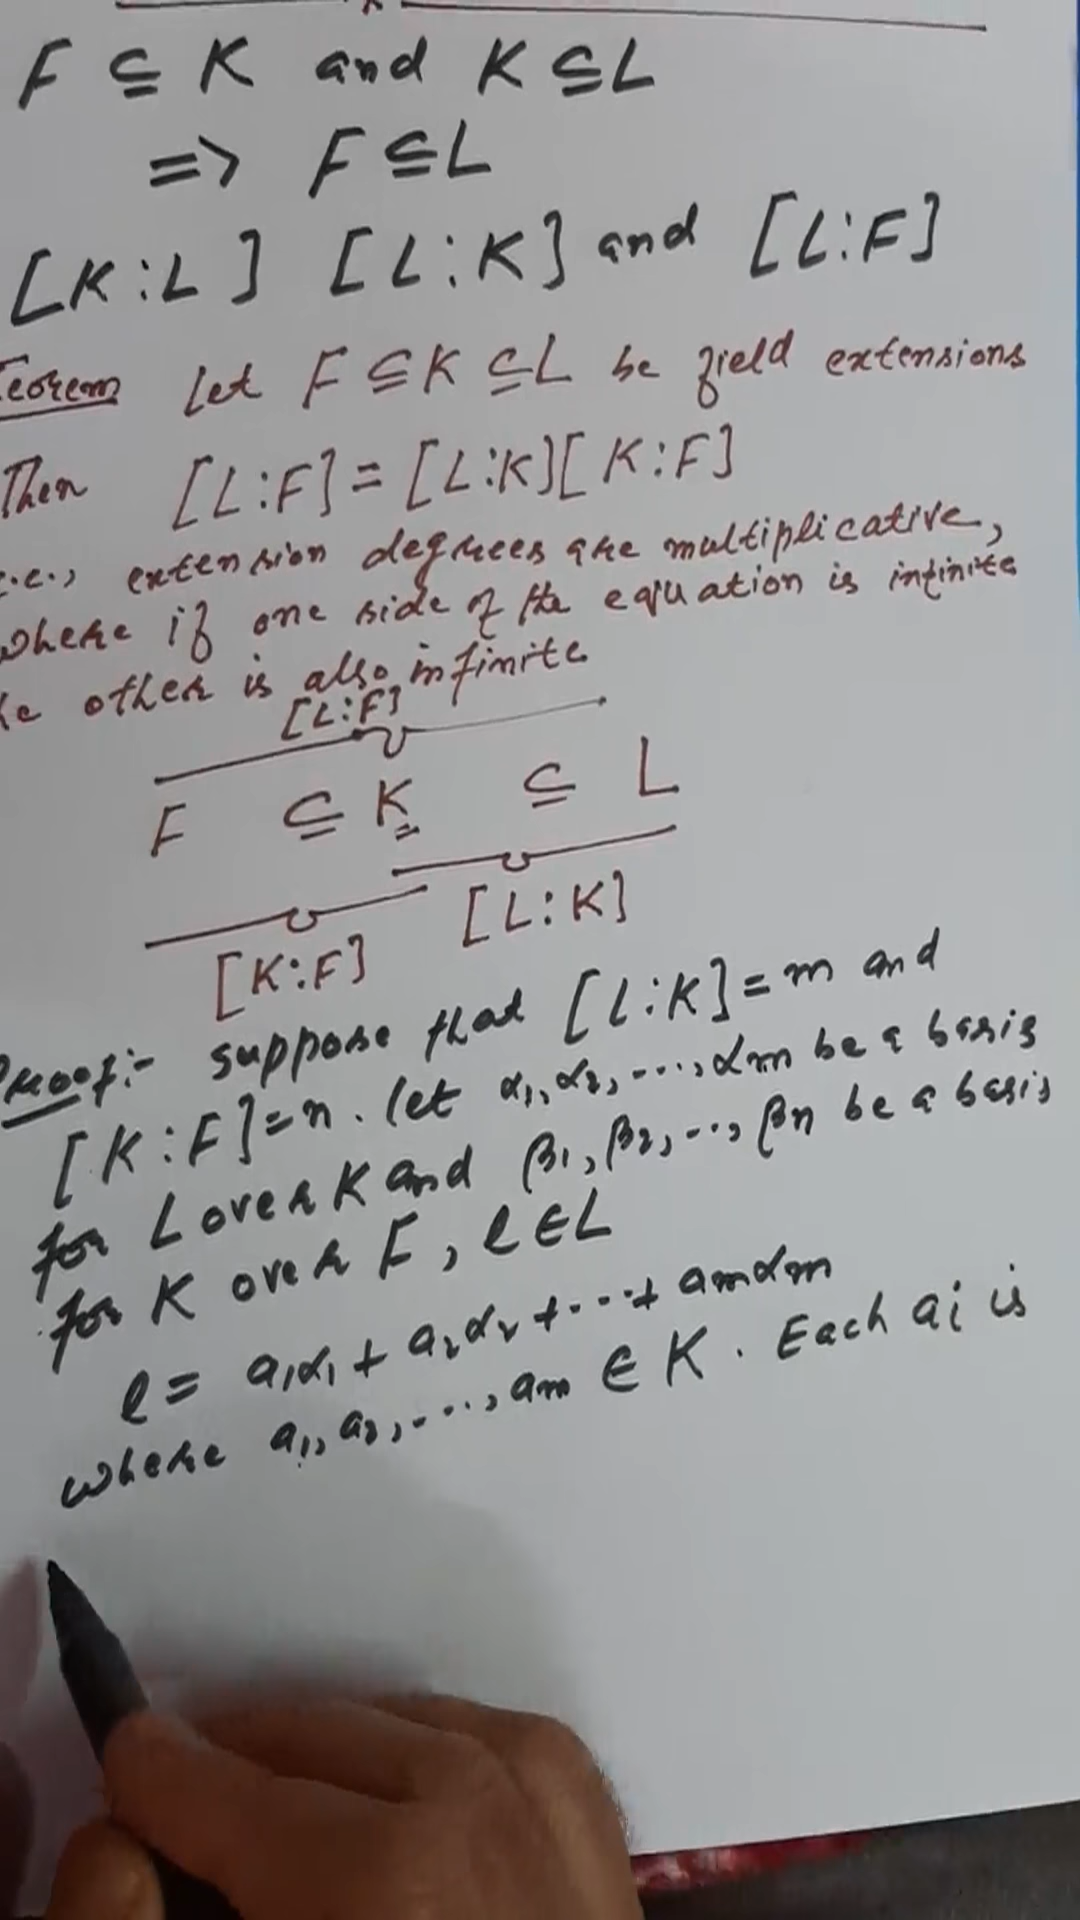 F ⊆ K and K ⊆ L
=> F ⊆ L
[K:L] [L:K] and [L:F]
eorem Let F ⊆ K ⊆ L be field extensions
Then [L:F] = [L:K][K:F]
.e., extension degrees are multiplicative,
where if one side of the equation is infinite
he other is also infinite
[L:F]
F ⊆ K ⊆ L
[L:K]
[K:F]
Proof:- suppose that [L:K] = m and
[K:F] = n. let α1, α2, ..., αm be a basis
for L over K and β1, β2, ..., βn be a basis
for K over F, l ∈ L
l = a1α1 + a2α2 + ... + amαm
where a1, a2, ..., am ∈ K. Each ai is